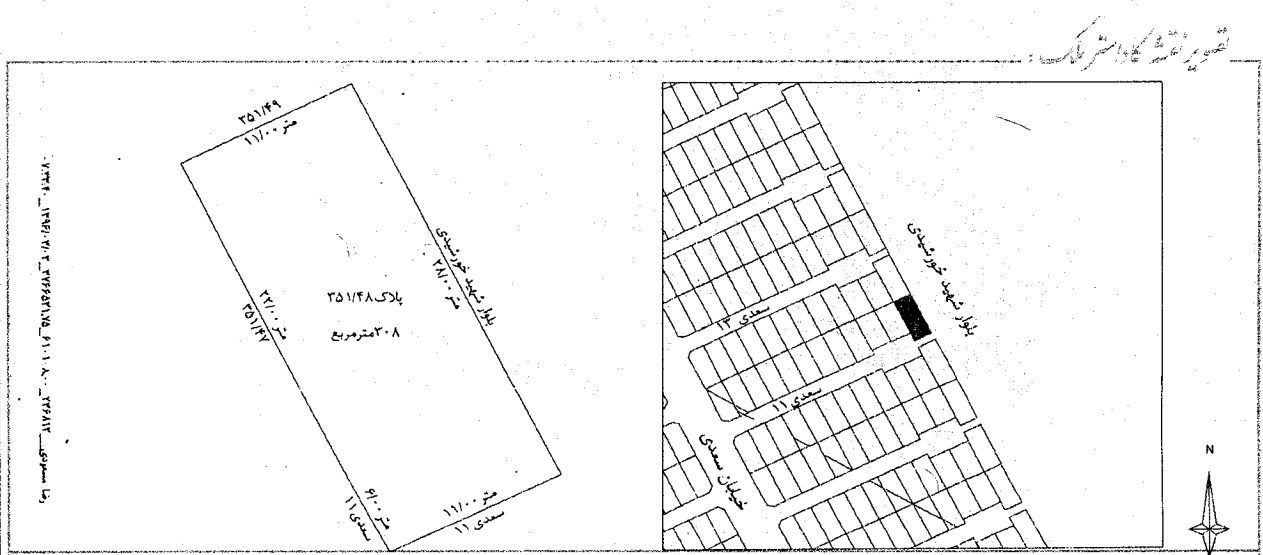 تصویر نقشه کاداستر ملک :
۳۵۱/۴۹
۱۱/۰۰ متر
بلوار شهید خورشیدی
۲۸/۰۰ متر
پلاک ۳۵۱/۴۸
۳۰۸ مترمربع
۲۲/۰۰ متر
۳۵۱/۴۷
۶/۰۰ متر
سعدی ۱۱
۱۱/۰۰ متر
سعدی ۱۱
بلوار شهید خورشیدی
سعدی ۱۳
سعدی ۱۱
خیابان سعدی
N